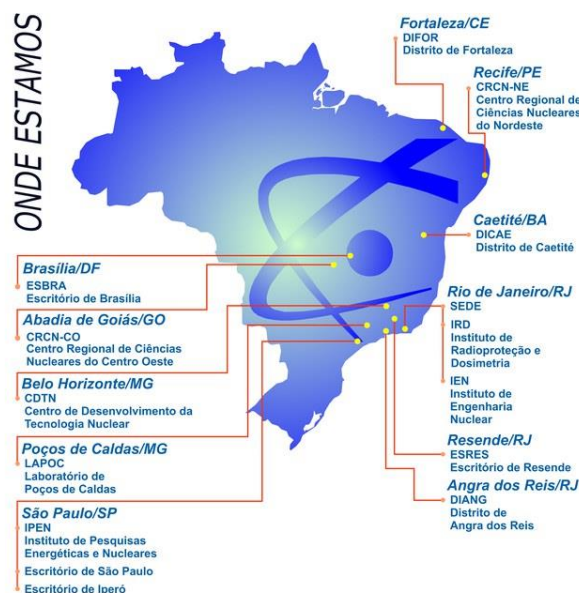 ONDE ESTAMOS
Fortaleza/CE
DIFOR
Distrito de Fortaleza
Recife/PE
CRCN-NE
Centro Regional de
Ciências Nucleares
do Nordeste
Caetité/BA
DICAE
Distrito de Caetité
Brasília/DF
ESBRA
Escritório de Brasília
Abadia de Goiás/GO
CRCN-CO
Centro Regional de Ciências
Nucleares do Centro Oeste
Belo Horizonte/MG
CDTN
Centro de Desenvolvimento da
Tecnologia Nuclear
Poços de Caldas/MG
LAPOC
Laboratório de
Poços de Caldas
São Paulo/SP
IPEN
Instituto de Pesquisas
Energéticas e Nucleares
Escritório de São Paulo
Escritório de Iperó
Rio de Janeiro/RJ
SEDE
IRD
Instituto de
Radioproteção e
Dosimetria
IEN
Instituto de
Engenharia
Nuclear
Resende/RJ
ESRES
Escritório de Resende
Angra dos Reis/RJ
DIANG
Distrito de
Angra dos Reis